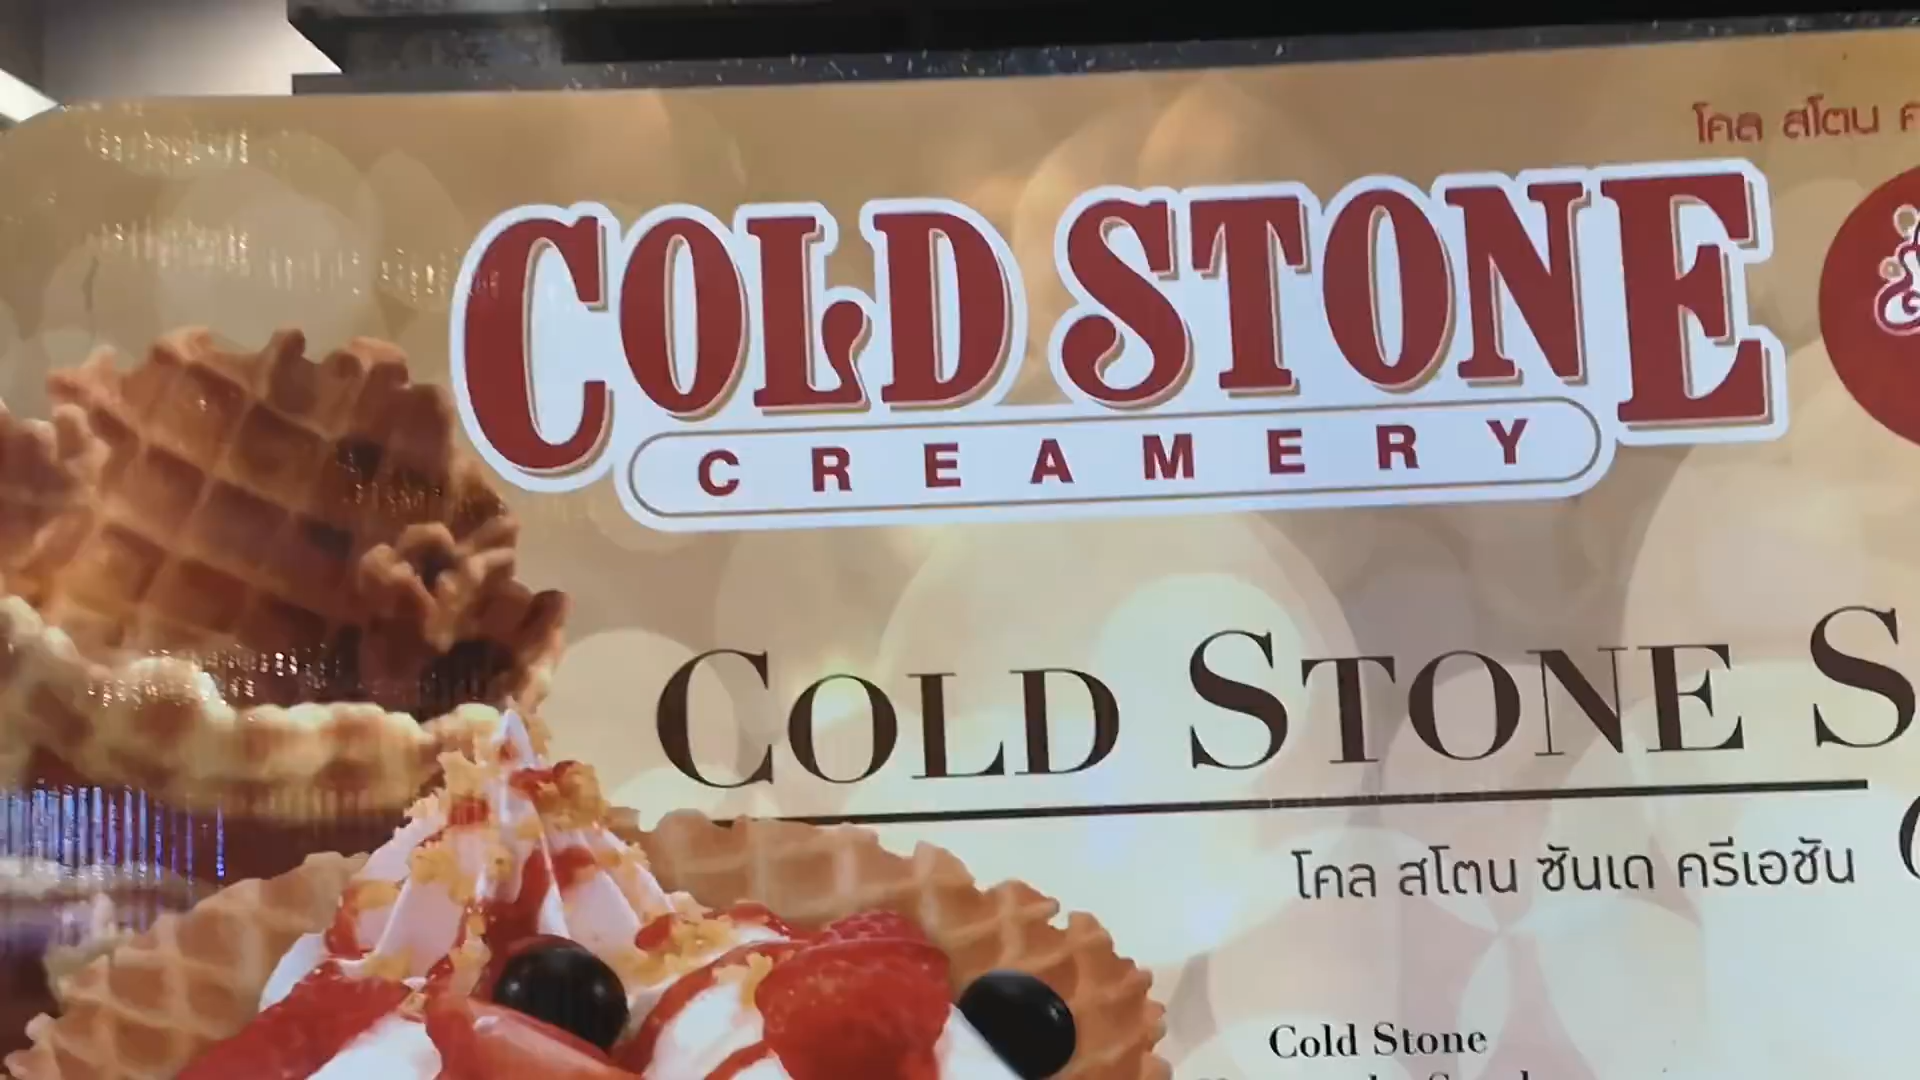 โคล สโตน
COLD STONE
CREAMERY
COLD STONE S
โคล สโตน ซันเด ครีเอชัน
Cold Stone